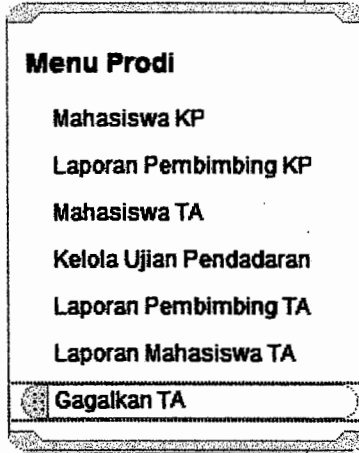 Menu Prodi
Mahasiswa KP
Laporan Pembimbing KP
Mahasiswa TA
Kelola Ujian Pendadaran
Laporan Pembimbing TA
Laporan Mahasiswa TA
Gagalkan TA